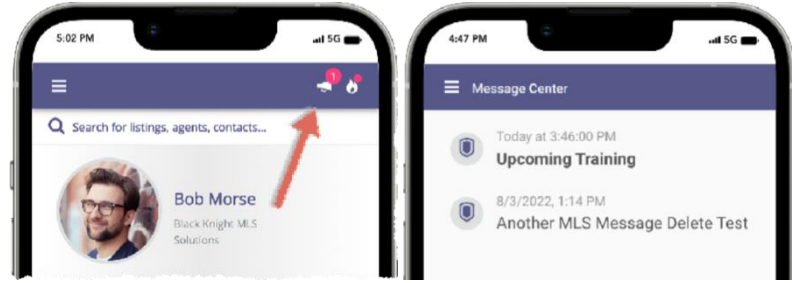 5:02 PM
5G
1
Search for listings, agents, contacts...
Bob Morse
Black Knight MLS
Solutions
4:47 PM
5G
Message Center
Today at 3:46:00 PM
Upcoming Training
8/3/2022, 1:14 PM
Another MLS Message Delete Test